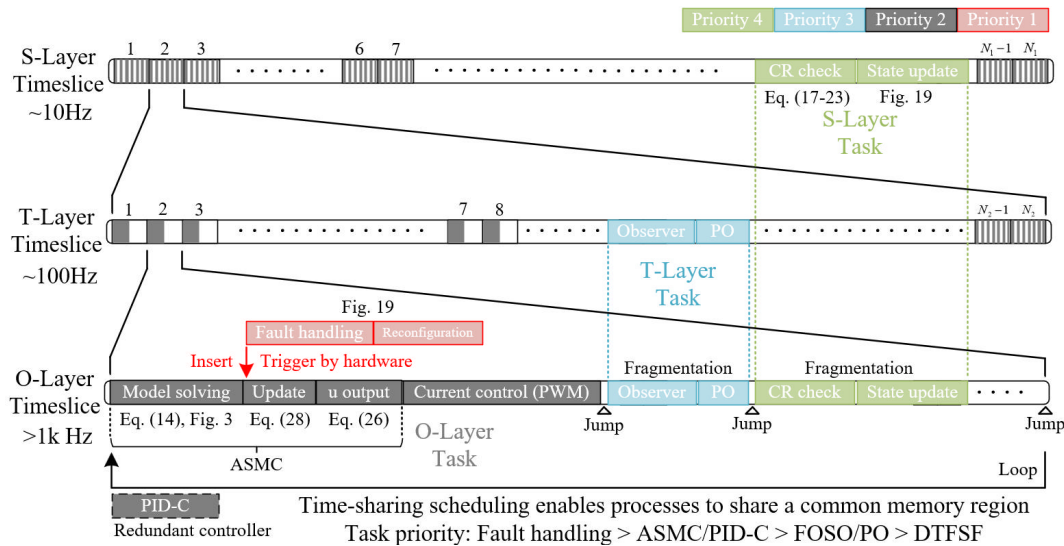 Priority 4 Priority 3 Priority 2 Priority 1
1 2 3 6 7 N₁-1 N₁
S-Layer
Timeslice
~10Hz
CR check State update
Eq. (17-23) Fig. 19
S-Layer
Task
1 2 3 7 8 N₂-1 N₂
T-Layer
Timeslice
~100Hz
Observer PO
T-Layer
Task
Fig. 19
Fault handling Reconfiguration
Insert Trigger by hardware
Fragmentation Fragmentation
O-Layer
Timeslice
>1k Hz
Model solving Update u output Current control (PWM) Observer PO CR check State update
Eq. (14), Fig. 3 Eq. (28) Eq. (26)
Jump Jump Jump
O-Layer
Task
ASMC
Loop
PID-C
Redundant controller
Time-sharing scheduling enables processes to share a common memory region
Task priority: Fault handling > ASMC/PID-C > FOSO/PO > DTFSF